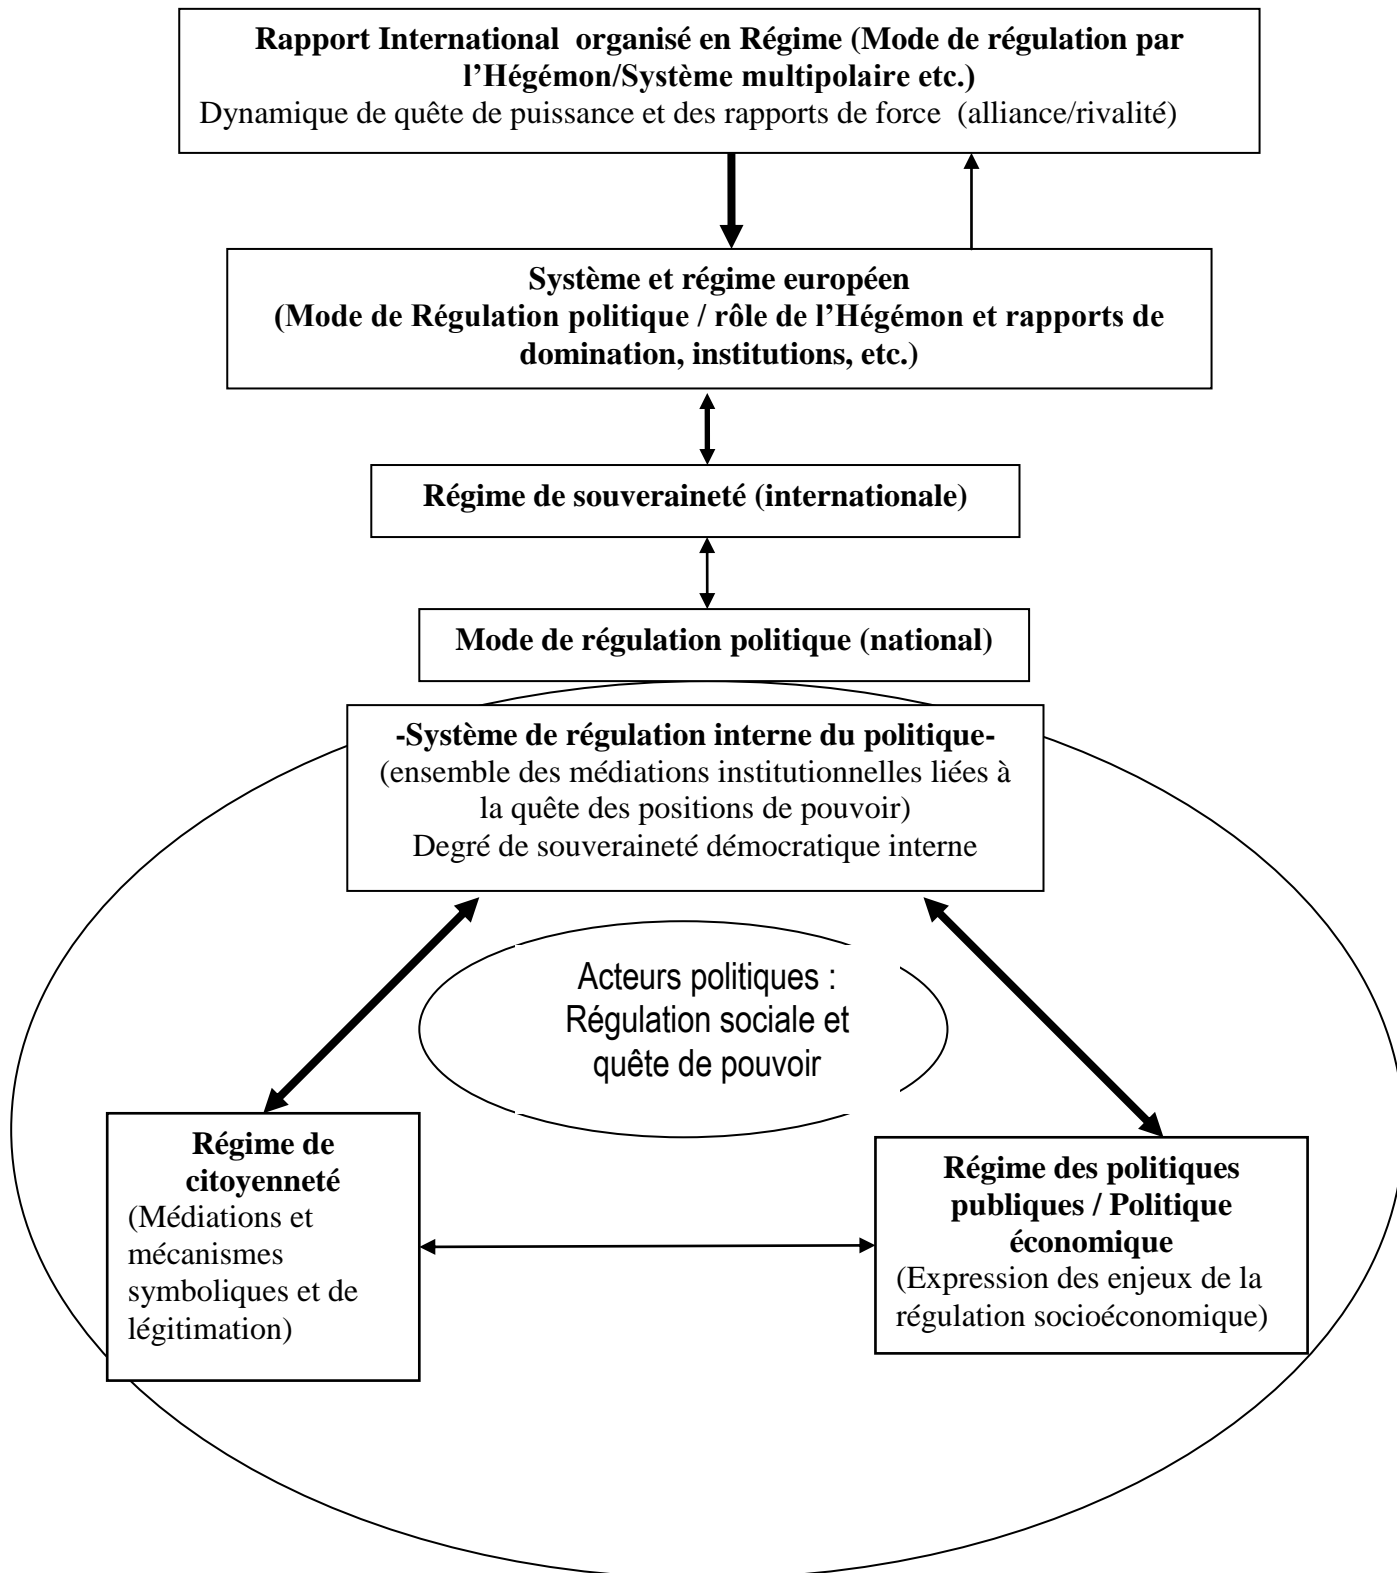 Rapport International  organisé en Régime (Mode de régulation par
l’Hégémon/Système multipolaire etc.)
Dynamique de quête de puissance et des rapports de force  (alliance/rivalité)
Système et régime européen
(Mode de Régulation politique / rôle de l’Hégémon et rapports de
domination, institutions, etc.)
Régime de souveraineté (internationale)
Mode de régulation politique (national)
-Système de régulation interne du politique-
(ensemble des médiations institutionnelles liées à
la quête des positions de pouvoir)
Degré de souveraineté démocratique interne
Acteurs politiques :
Régulation sociale et
quête de pouvoir
Régime de
citoyenneté
(Médiations et
mécanismes
symboliques et de
légitimation)
Régime des politiques
publiques / Politique
économique
(Expression des enjeux de la
régulation socioéconomique)